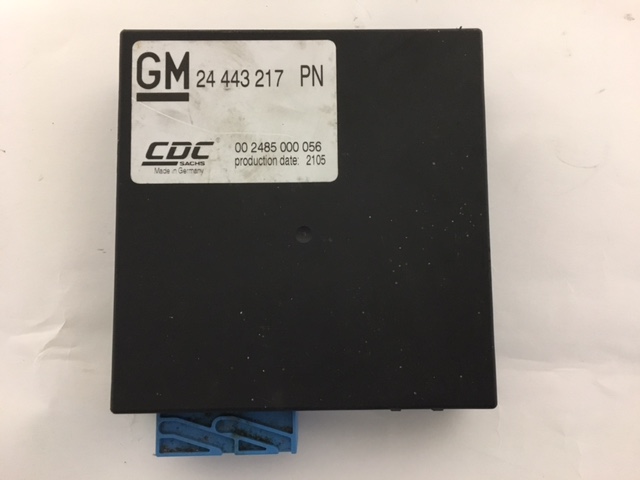 GM 24 443 217 PN
CDC 00 2485 000 056
SACHS production date: 2105
Made in Germany